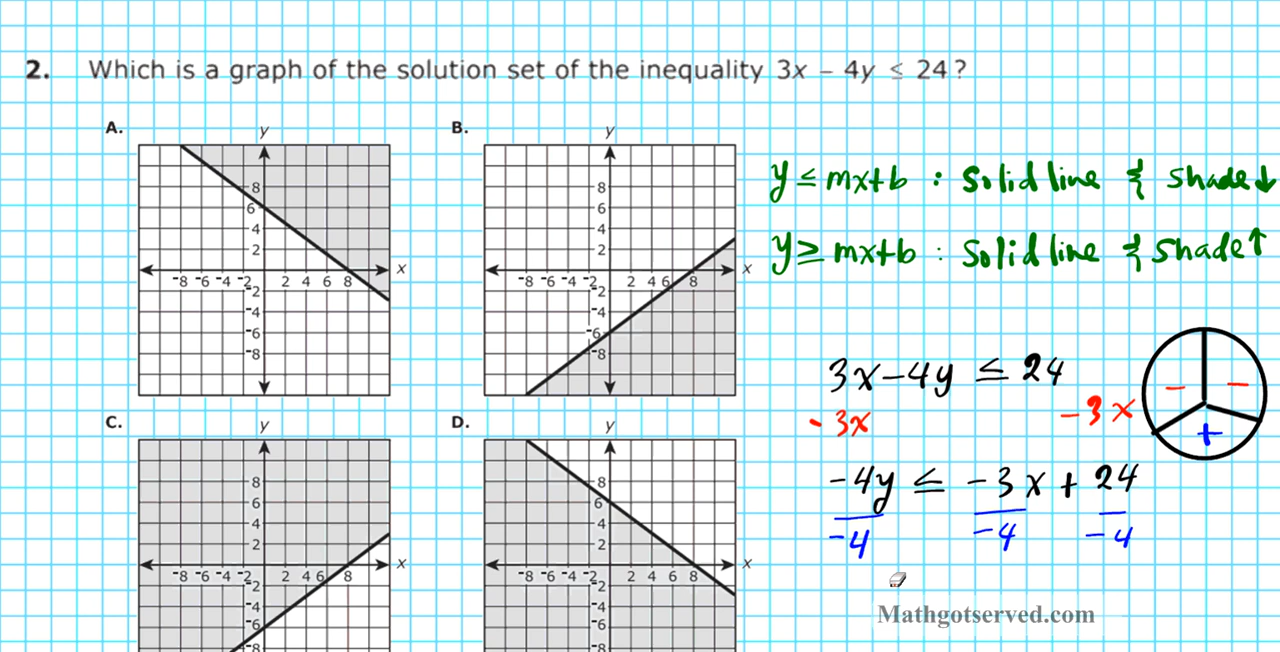 2. Which is a graph of the solution set of the inequality 3x – 4y ≤ 24?
A.
y
8
6
4
2
-8 -6 -4 -2 2 4 6 8 x
-2
-4
-6
-8
B.
y
8
6
4
2
-8 -6 -4 -2 2 4 6 8 x
-2
-4
-6
-8
y ≤ mx+b : Solid line & Shade↓
y ≥ mx+b : Solid line & Shade↑
C.
y
8
6
4
2
-8 -6 -4 -2 2 4 6 8 x
-2
-4
-6
-8
D.
y
8
6
4
2
-8 -6 -4 -2 2 4 6 8 x
-2
-4
-6
-8
3x-4y ≤ 24
- 3x -3x
- -
+
-4y ≤ -3x + 24
-4 -4 -4
Mathgotserved.com